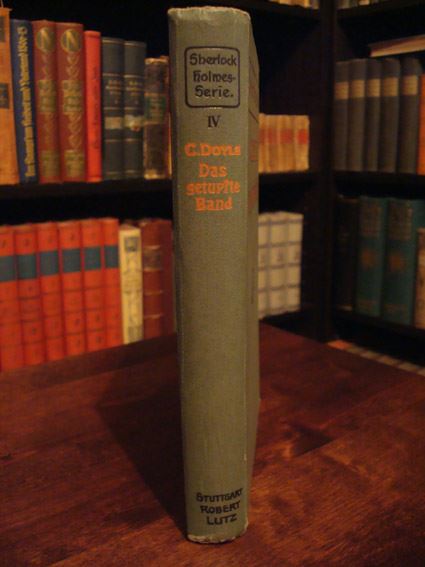 Sherlock
Holmes-
Serie.
IV
C. DOYLE
Das
getupfte
Band
STUTTGART
ROBERT
LUTZ